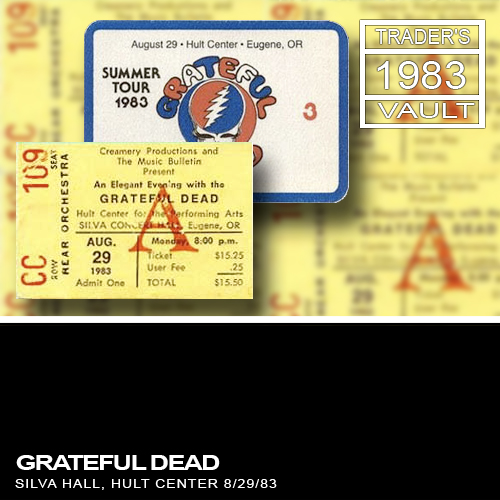 August 29 • Hult Center • Eugene, OR
SUMMER
TOUR
1983
GRATEFUL
3
TRADER'S
1983
VAULT
CC 109
ROW SEAT
REAR ORCHESTRA
Creamery Productions and
The Music Bulletin
Present
An Elegant Evening with the
GRATEFUL DEAD
Hult Center for the Performing Arts
SILVA CONCERT HALL, Eugene, OR
AUG. Monday, 8:00 p.m.
29 Ticket $15.25
1983 User Fee .25
Admit One TOTAL $15.50
A
GRATEFUL DEAD
SILVA HALL, HULT CENTER 8/29/83